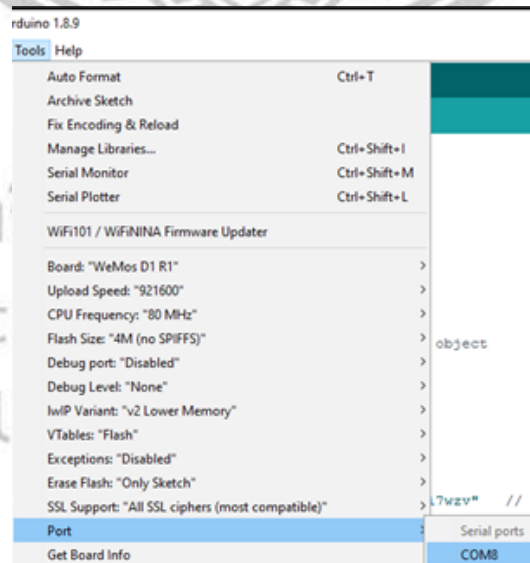 rduino 1.8.9
Tools Help
Auto Format Ctrl+T
Archive Sketch
Fix Encoding & Reload
Manage Libraries... Ctrl+Shift+I
Serial Monitor Ctrl+Shift+M
Serial Plotter Ctrl+Shift+L
WiFi101 / WiFiNINA Firmware Updater
Board: "WeMos D1 R1"
Upload Speed: "921600"
CPU Frequency: "80 MHz"
Flash Size: "4M (no SPIFFS)"
object
Debug port: "Disabled"
Debug Level: "None"
lwIP Variant: "v2 Lower Memory"
VTables: "Flash"
Exceptions: "Disabled"
Erase Flash: "Only Sketch"
SSL Support: "All SSL ciphers (most compatible)" i7wzv" //
Port Serial ports
Get Board Info COM8